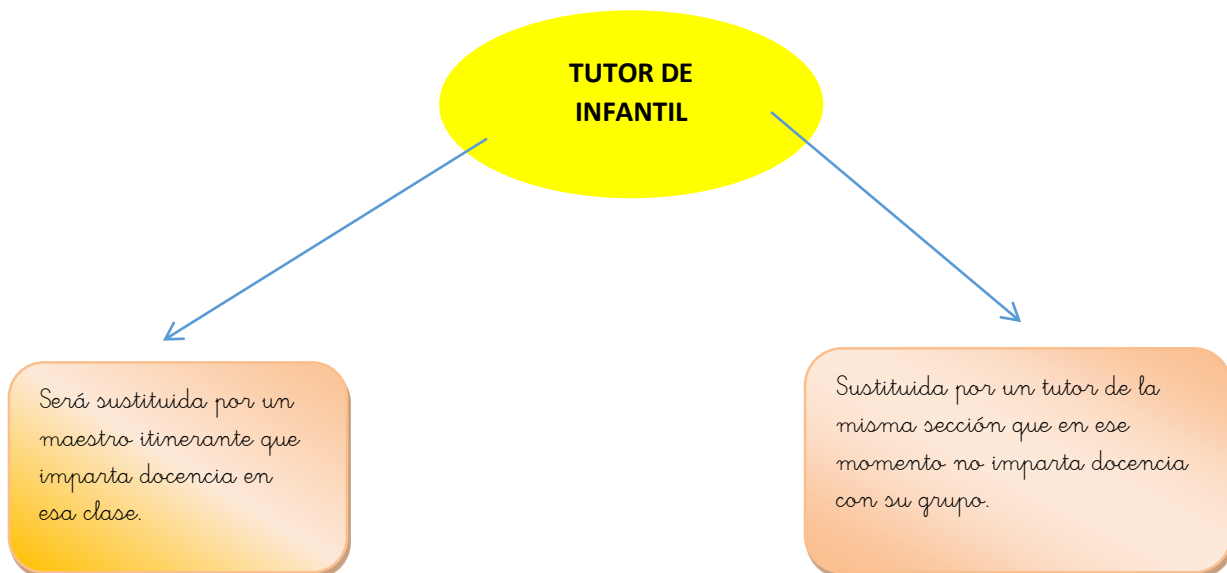 TUTOR DE
INFANTIL
Será sustituida por un
maestro itinerante que
imparta docencia en
esa clase.
Sustituida por un tutor de la
misma sección que en ese
momento no imparta docencia
con su grupo.